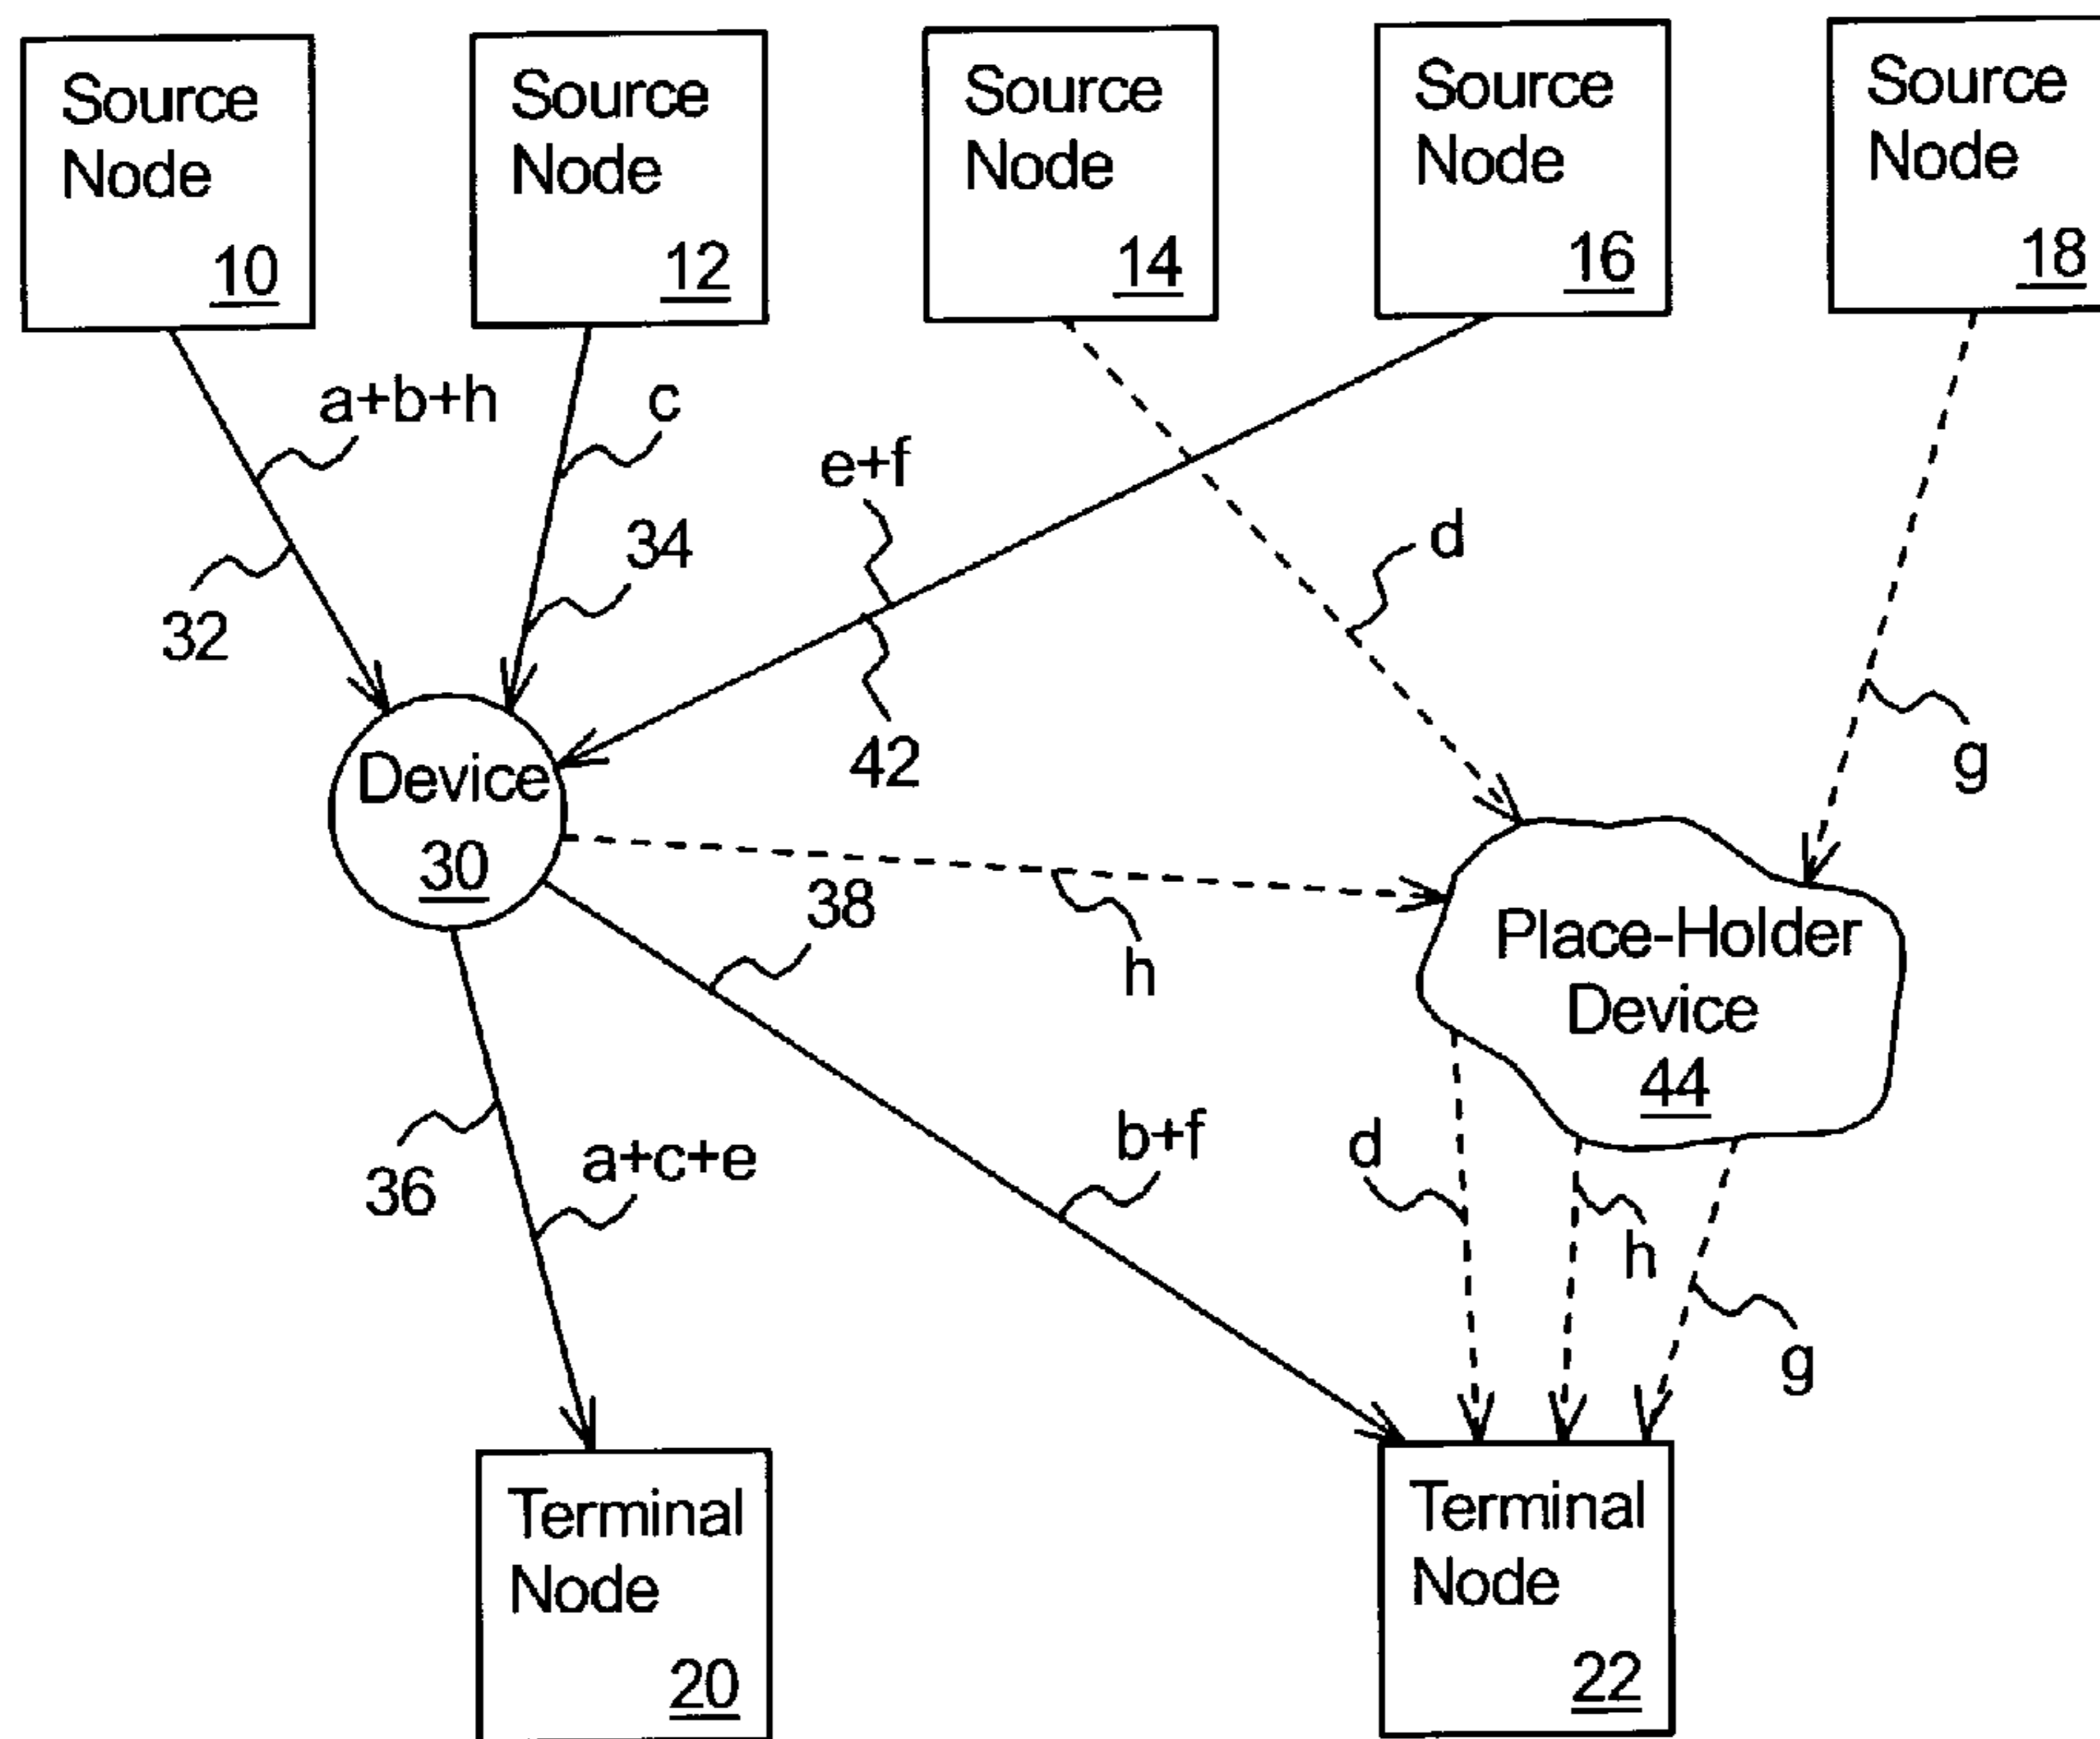 Source
Node
10
Source
Node
12
Source
Node
14
Source
Node
16
Source
Node
18
a+b+h
c
e+f
d
34
32
42
g
Device
30
38
h
Place-Holder
Device
44
36
a+c+e
b+f
d
h
g
Terminal
Node
20
Terminal
Node
22